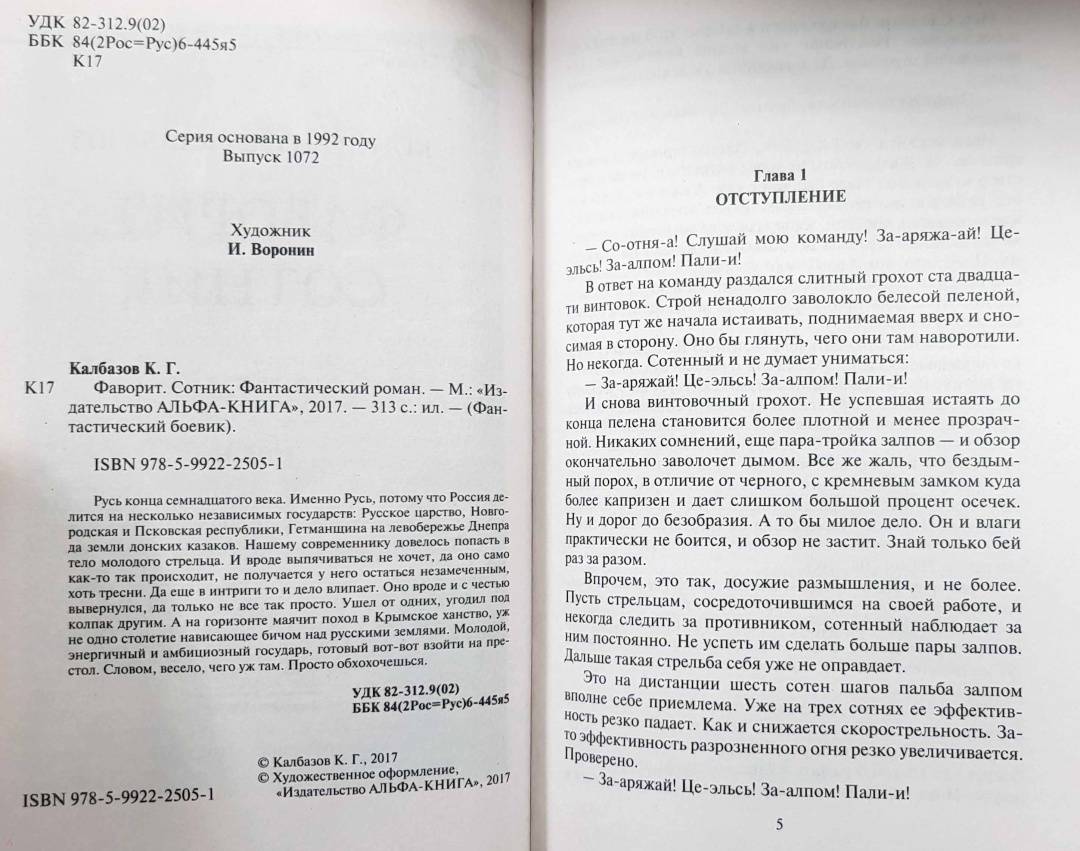 УДК 82-312.9(02)
ББК 84(2Рос=Рус)6-445я5
К17
Серия основана в 1992 году
Выпуск 1072
Художник
И. Воронин
Калбазов К. Г.
К17 Фаворит. Сотник: Фантастический роман. — М.: «Из-
дательство АЛЬФА-КНИГА», 2017. — 313 с.: ил. — (Фан-
тастический боевик).
ISBN 978-5-9922-2505-1
Русь конца семнадцатого века. Именно Русь, потому что Россия де-
лится на несколько независимых государств: Русское царство, Новго-
родская и Псковская республики, Гетманщина на левобережье Днепра
да земли донских казаков. Нашему современнику довелось попасть в
тело молодого стрельца. И вроде выпячиваться не хочет, да оно само
как-то так происходит, не получается у него остаться незамеченным,
хоть тресни. Да еще в интриги то и дело влипает. Оно вроде и с честью
вывернулся, да только не все так просто. Ушел от одних, угодил под
колпак другим. А на горизонте маячит поход в Крымское ханство, уж
не одно столетие нависающее бичом над русскими землями. Молодой,
энергичный и амбициозный государь, готовый вот-вот взойти на пре-
стол. Словом, весело, чего уж там. Просто обхохочешься.
УДК 82-312.9(02)
ББК 84(2Рос=Рус)6-445я5
© Калбазов К. Г., 2017
© Художественное оформление,
«Издательство АЛЬФА-КНИГА», 2017
ISBN 978-5-9922-2505-1
Глава 1
ОТСТУПЛЕНИЕ
— Со-отня-а! Слушай мою команду! За-аряжа-ай! Це-
эльсь! За-алпом! Пали-и!
В ответ на команду раздался слитный грохот ста двадца-
ти винтовок. Строй ненадолго заволокло белесой пеленой,
которая тут же начала истаивать, поднимаемая вверх и сно-
симая в сторону. Оно бы глянуть, чего они там наворотили.
Но некогда. Сотенный и не думает униматься:
— За-аряжай! Це-эльсь! За-алпом! Пали-и!
И снова винтовочный грохот. Не успевшая истаять до
конца пелена становится более плотной и менее прозрач-
ной. Никаких сомнений, еще пара-тройка залпов — и обзор
окончательно заволочет дымом. Все же жаль, что бездым-
ный порох, в отличие от черного, с кремневым замком куда
более капризен и дает слишком большой процент осечек.
Ну и дорог до безобразия. А то бы милое дело. Он и влаги
практически не боится, и обзор не застит. Знай только бей
раз за разом.
Впрочем, это так, досужие размышления, и не более.
Пусть стрельцам, сосредоточившимся на своей работе, и
некогда следить за противником, сотенный наблюдает за
ним постоянно. Не успеть им сделать больше пары залпов.
Дальше такая стрельба себя уже не оправдает.
Это на дистанции шесть сотен шагов пальба залпом
вполне себе приемлема. Уже на трех сотнях ее эффектив-
ность резко падает. Как и снижается скорострельность. За-
то эффективность разрозненного огня резко увеличивается.
Проверено.
— За-аряжай! Це-эльсь! За-алпом! Пали-и!
5